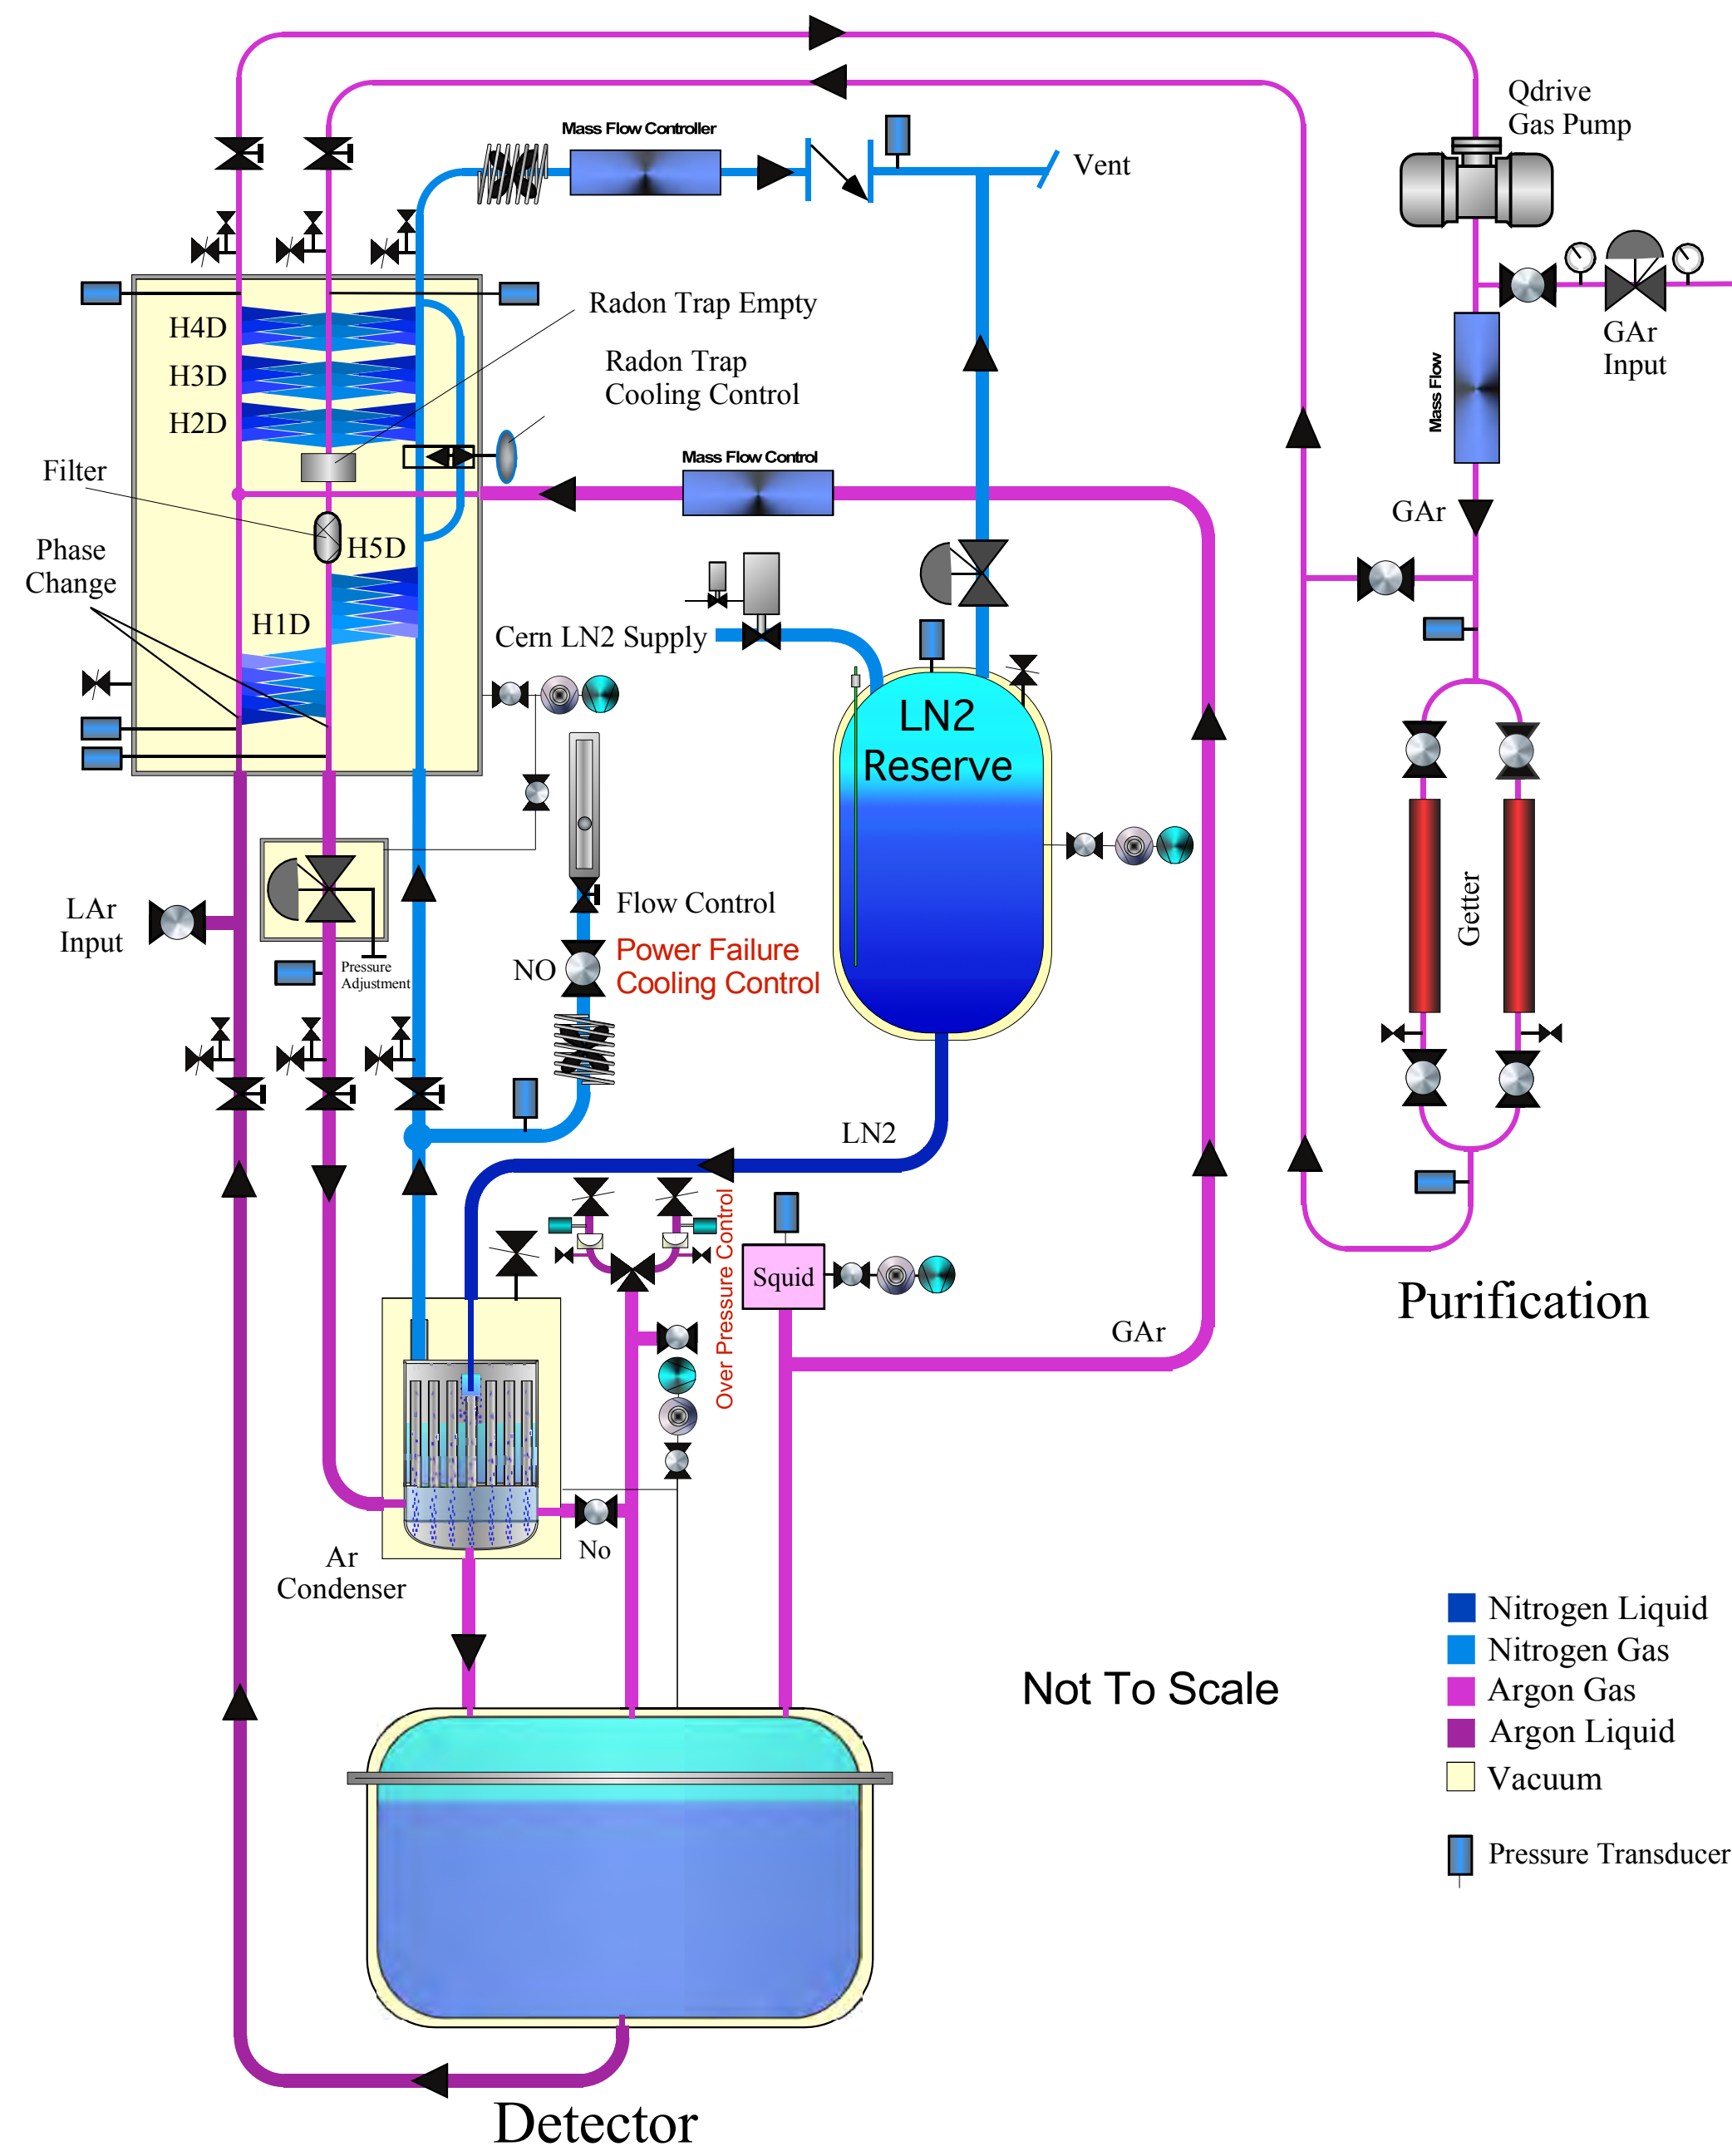 Qdrive
Gas Pump
Mass Flow Controller
Vent
Radon Trap Empty
H4D
GAr
Input
Radon Trap
Cooling Control
H3D
Mass Flow
H2D
Mass Flow Control
Filter
GAr
H5D
Phase
Change
H1D
Cern LN2 Supply
LN2
Reserve
Flow Control
LAr
Input
Getter
Power Failure
Cooling Control
NO
Pressure
Adjustment
LN2
Over Pressure Control
Squid
Purification
GAr
No
Ar
Condenser
Nitrogen Liquid
Nitrogen Gas
Not To Scale
Argon Gas
Argon Liquid
Vacuum
Pressure Transducer
Detector